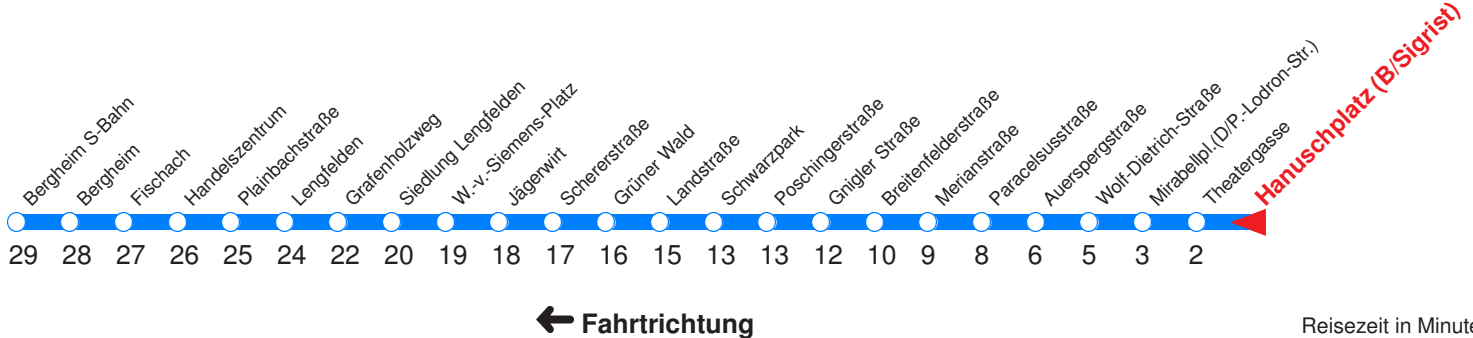 Bergheim S-Bahn
Bergheim
Fischach
Handelszentrum
Plainbachstraße
Lengfelden
Grafenholzweg
Siedlung Lengfelden
W.-v.-Siemens-Platz
Jägerwirt
Schererstraße
Grüner Wald
Landstraße
Schwarzpark
Poschingerstraße
Gnigler Straße
Breitenfelderstraße
Merianstraße
Paracelsusstraße
Auerspergstraße
Wolf-Dietrich-Straße
Mirabellpl.(D/P.-Lodron-Str.)
Theatergasse
Hanuschplatz (B/Sigrist)
29 28 27 26 25 24 22 20 19 18 17 16 15 13 13 12 10 9 8 6 5 3 2
Fahrtrichtung
Reisezeit in Minute